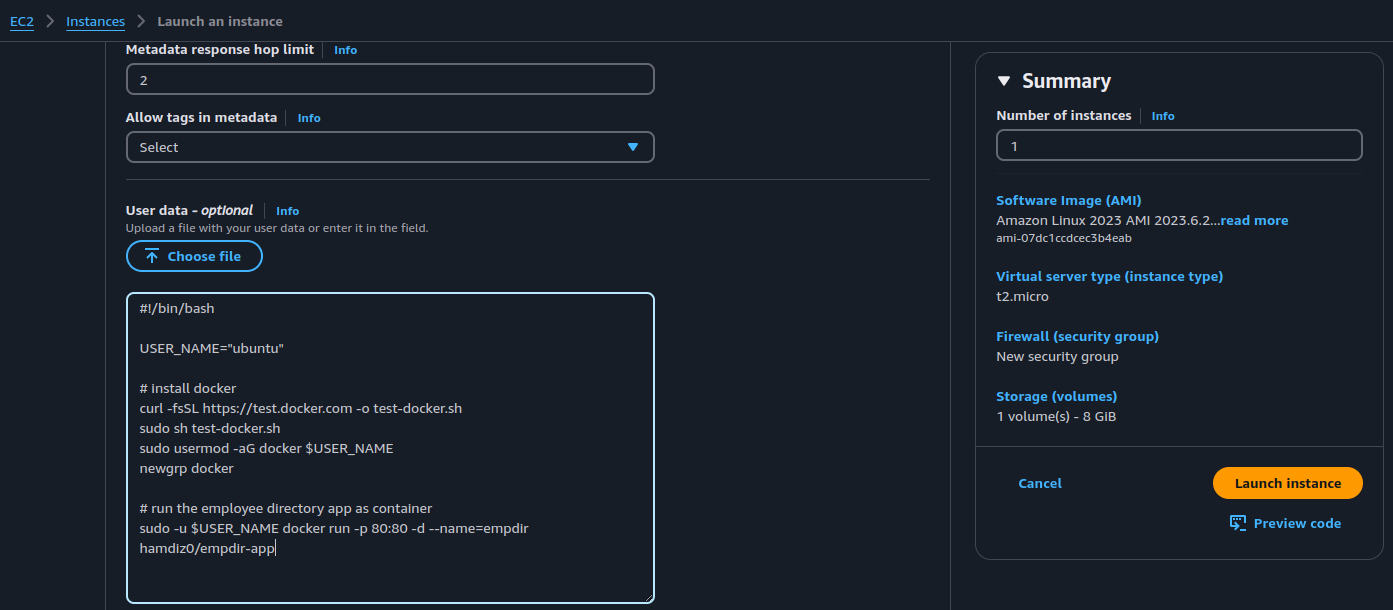 EC2 > Instances > Launch an instance
Metadata response hop limit | Info
2
Allow tags in metadata | Info
Select
User data – optional | Info
Upload a file with your user data or enter it in the field.
Choose file
#!/bin/bash
USER_NAME="ubuntu"
# Install docker
curl -fsSL https://test.docker.com -o test-docker.sh
sudo sh test-docker.sh
sudo usermod -aG docker $USER_NAME
newgrp docker
# run the employee directory app as container
sudo -u $USER_NAME docker run -p 80:80 -d --name=empdir
hamdiz0/empdir-app
Summary
Number of instances | Info
1
Software Image (AMI)
Amazon Linux 2023 AMI 2023.6.2...read more
ami-07dc1ccdcec3b4eab
Virtual server type (instance type)
t2.micro
Firewall (security group)
New security group
Storage (volumes)
1 volume(s) - 8 GiB
Cancel
Launch instance
Preview code